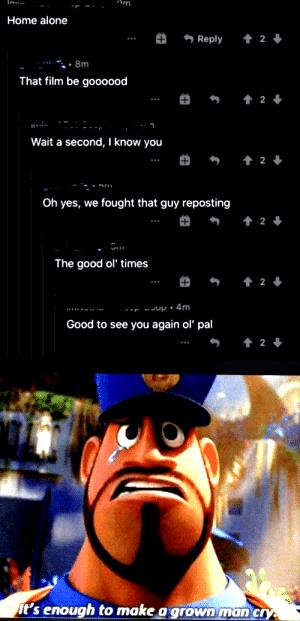 Home alone
Reply
2
8m
That film be goooood
2
Wait a second, I know you
2
Oh yes, we fought that guy reposting
2
The good ol' times
2
4m
Good to see you again ol' pal
2
it's enough to make a grown man cry.